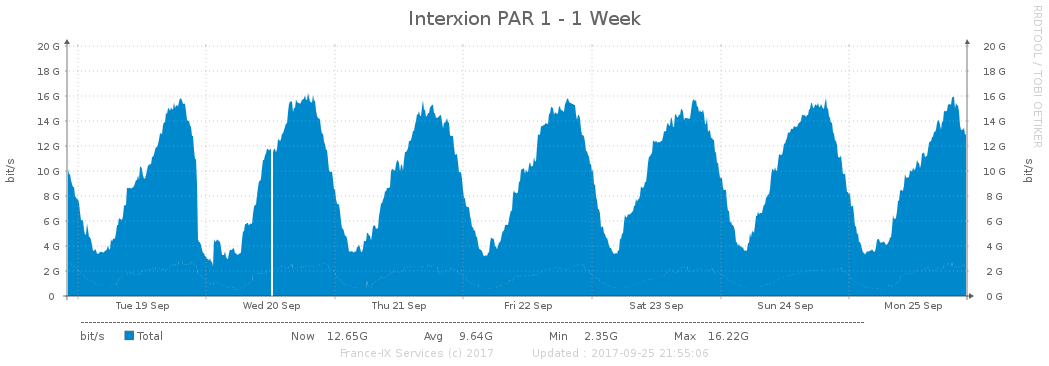 Interxion PAR 1 - 1 Week
RRDTOOL / TOBI OETIKER
20 G 20 G
18 G 18 G
16 G 16 G
14 G 14 G
12 G 12 G
10 G 10 G
8 G 8 G
6 G 6 G
4 G 4 G
2 G 2 G
0 0 G
bit/s bit/s
Tue 19 Sep Wed 20 Sep Thu 21 Sep Fri 22 Sep Sat 23 Sep Sun 24 Sep Mon 25 Sep
bit/s Total Now 12.65G Avg 9.64G Min 2.35G Max 16.22G
France-IX Services (c) 2017 Updated : 2017-09-25 21:55:06